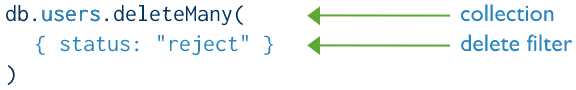 db.users.deleteMany( collection
{ status: "reject" } delete filter
)